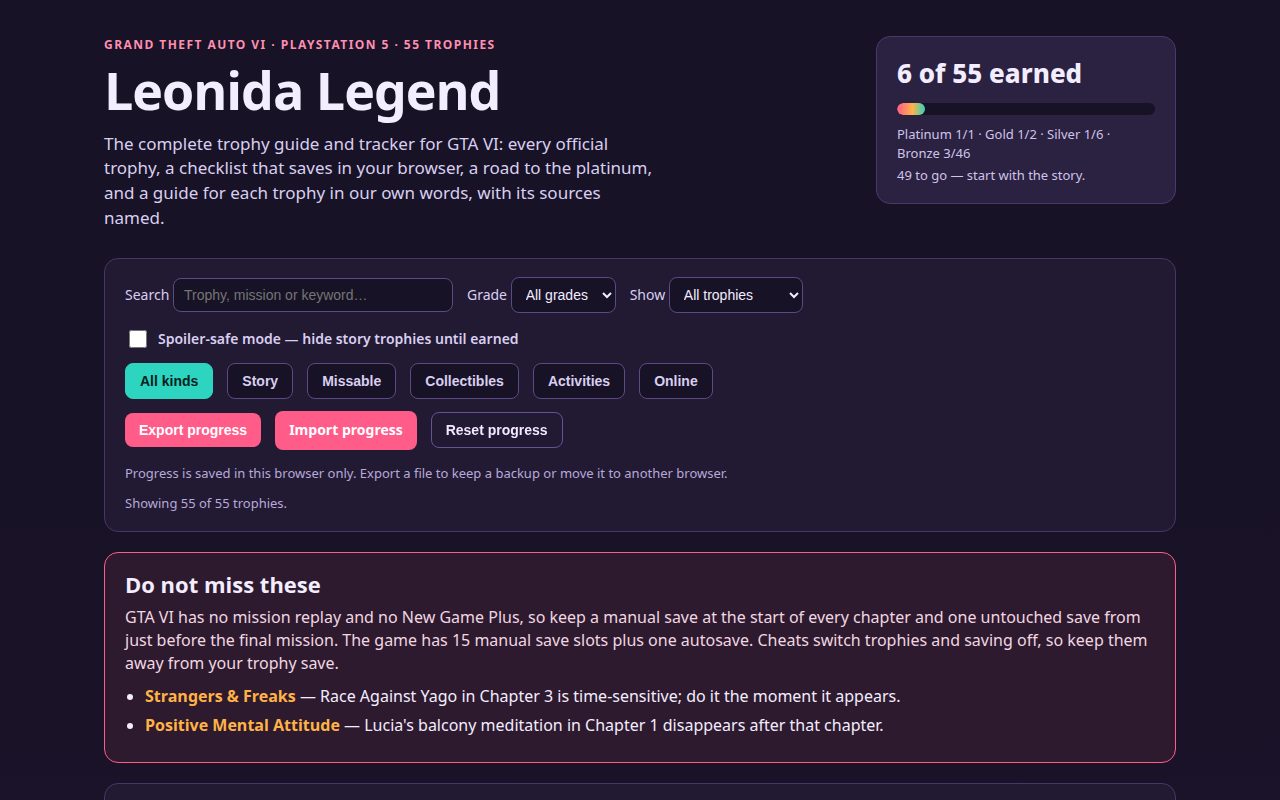 GRAND THEFT AUTO VI · PLAYSTATION 5 · 55 TROPHIES
Leonida Legend
The complete trophy guide and tracker for GTA VI: every official
trophy, a checklist that saves in your browser, a road to the platinum,
and a guide for each trophy in our own words, with its sources
named.
6 of 55 earned
Platinum 1/1 · Gold 1/2 · Silver 1/6 ·
Bronze 3/46
49 to go — start with the story.
Search Trophy, mission or keyword… Grade All grades Show All trophies
Spoiler-safe mode — hide story trophies until earned
All kinds Story Missable Collectibles Activities Online
Export progress Import progress Reset progress
Progress is saved in this browser only. Export a file to keep a backup or move it to another browser.
Showing 55 of 55 trophies.
Do not miss these
GTA VI has no mission replay and no New Game Plus, so keep a manual save at the start of every chapter and one untouched save from
just before the final mission. The game has 15 manual save slots plus one autosave. Cheats switch trophies and saving off, so keep them
away from your trophy save.
• Strangers & Freaks — Race Against Yago in Chapter 3 is time-sensitive; do it the moment it appears.
• Positive Mental Attitude — Lucia's balcony meditation in Chapter 1 disappears after that chapter.